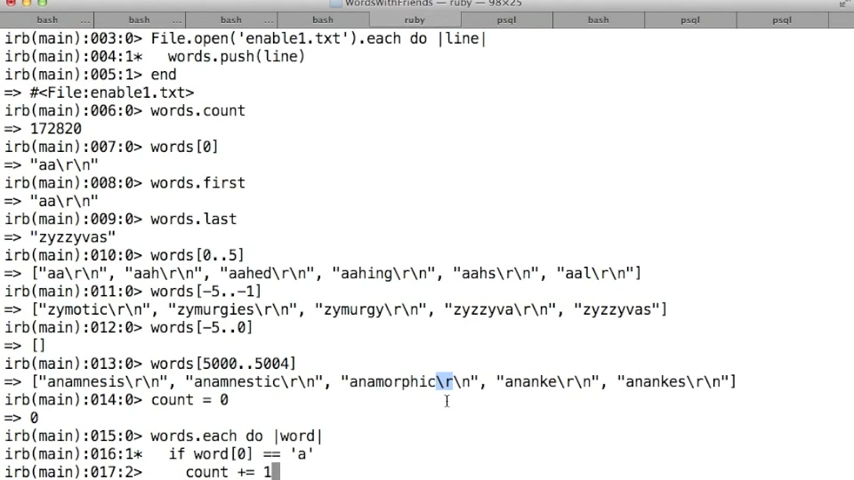 WordsWithFriends — ruby — 98×25
bash
bash
bash
bash
ruby
psql
bash
psql
psql
irb(main):003:0> File.open('enable1.txt').each do |line|
irb(main):004:1*   words.push(line)
irb(main):005:1> end
=> #<File:enable1.txt>
irb(main):006:0> words.count
=> 172820
irb(main):007:0> words[0]
=> "aa\r\n"
irb(main):008:0> words.first
=> "aa\r\n"
irb(main):009:0> words.last
=> "zyzzyvas"
irb(main):010:0> words[0..5]
=> ["aa\r\n", "aah\r\n", "aahed\r\n", "aahing\r\n", "aahs\r\n", "aal\r\n"]
irb(main):011:0> words[-5..-1]
=> ["zymotic\r\n", "zymurgies\r\n", "zymurgy\r\n", "zyzzyva\r\n", "zyzzyvas"]
irb(main):012:0> words[-5..0]
=> []
irb(main):013:0> words[5000..5004]
=> ["anamnesis\r\n", "anamnestic\r\n", "anamorphic\r\n", "ananke\r\n", "anankes\r\n"]
irb(main):014:0> count = 0
=> 0
irb(main):015:0> words.each do |word|
irb(main):016:1*   if word[0] == 'a'
irb(main):017:2>     count += 1